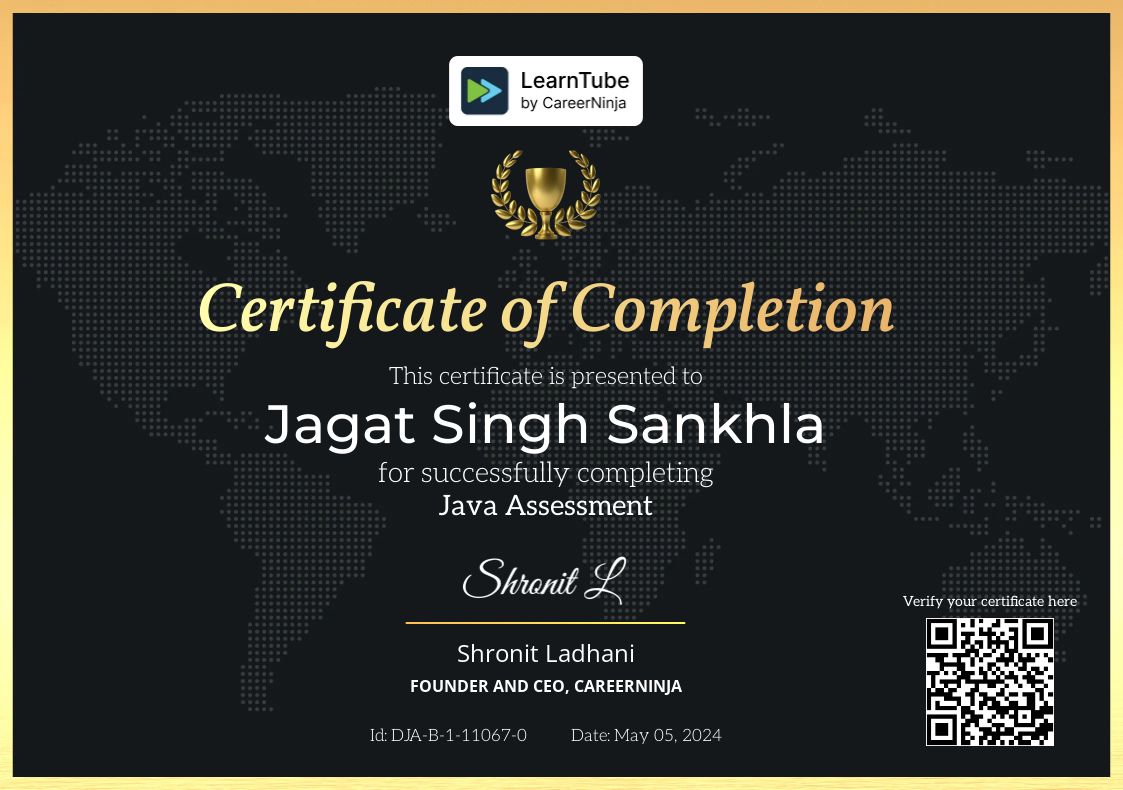 LearnTube
by CareerNinja
Certificate of Completion
This certificate is presented to
Jagat Singh Sankhla
for successfully completing
Java Assessment
Shronit L
Shronit Ladhani
FOUNDER AND CEO, CAREERNINJA
Id: DJA-B-1-11067-0 Date: May 05, 2024
Verify your certificate here